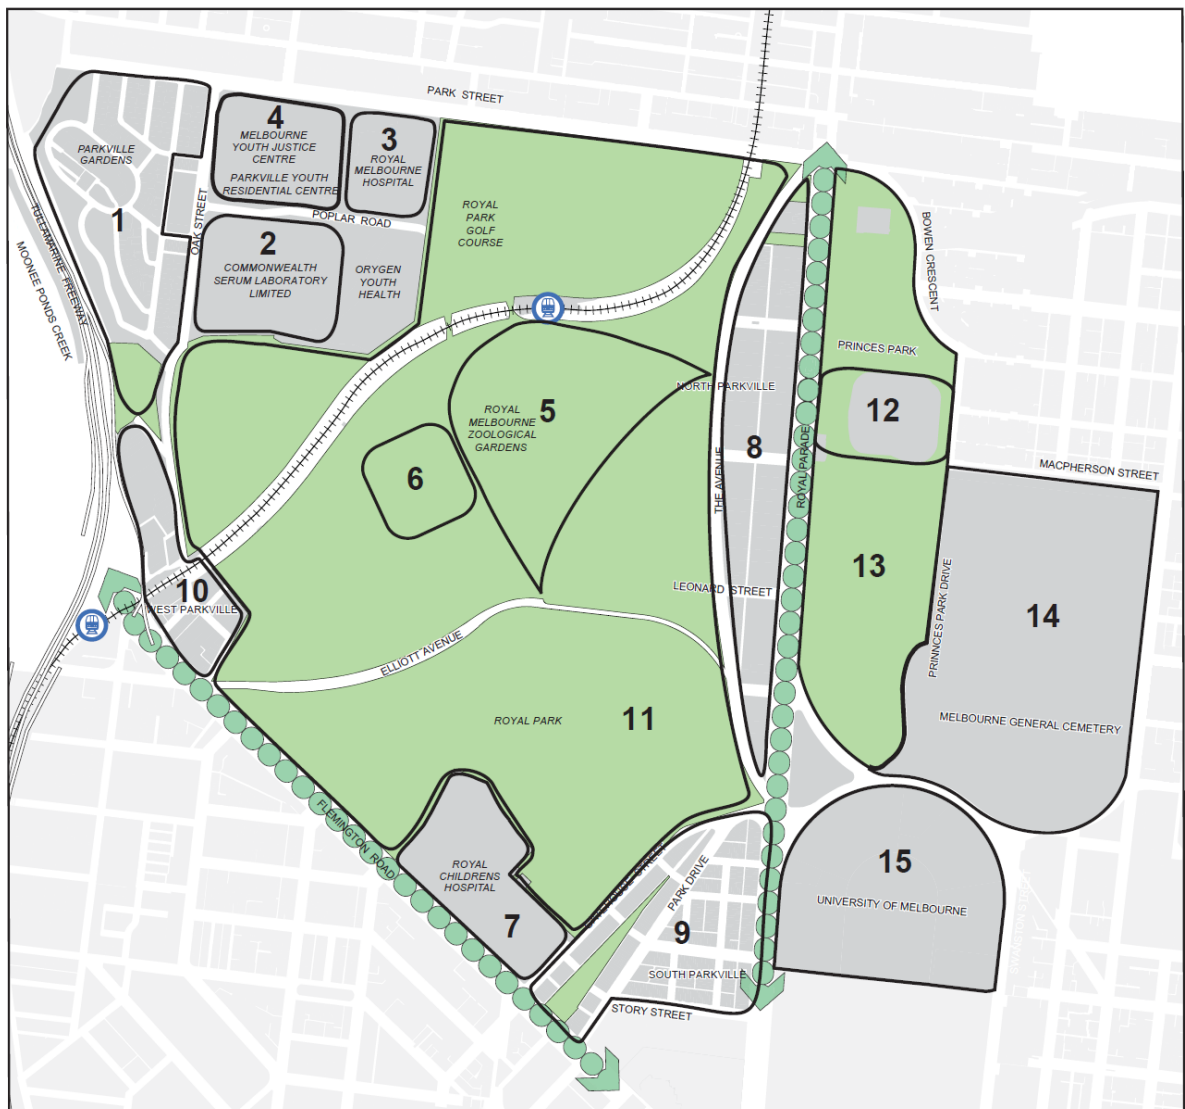 PARK STREET
4
MELBOURNE
YOUTH JUSTICE
CENTRE
PARKVILLE YOUTH
RESIDENTIAL CENTRE
3
ROYAL
MELBOURNE
HOSPITAL
PARKVILLE
GARDENS
1
OAK STREET
POPLAR ROAD
TULLAMARINE FREEWAY
MOONEE PONDS CREEK
2
COMMONWEALTH
SERUM LABORATORY
LIMITED
ORYGEN
YOUTH
HEALTH
ROYAL
PARK
GOLF
COURSE
BOWEN CRESCENT
PRINCES PARK
NORTH PARKVILLE
5
ROYAL
MELBOURNE
ZOOLOGICAL
GARDENS
6
8
THE AVENUE
ROYAL PARADE
12
MACPHERSON STREET
LEONARD STREET
13
PRINNCES PARK DRIVE
14
MELBOURNE GENERAL CEMETERY
10
WEST PARKVILLE
ELLIOTT AVENUE
ROYAL PARK
11
FLEMINGTON ROAD
ROYAL
CHILDRENS
HOSPITAL
7
PARK DRIVE
9
SOUTH PARKVILLE
STORY STREET
15
UNIVERSITY OF MELBOURNE
SWANSTON STREET